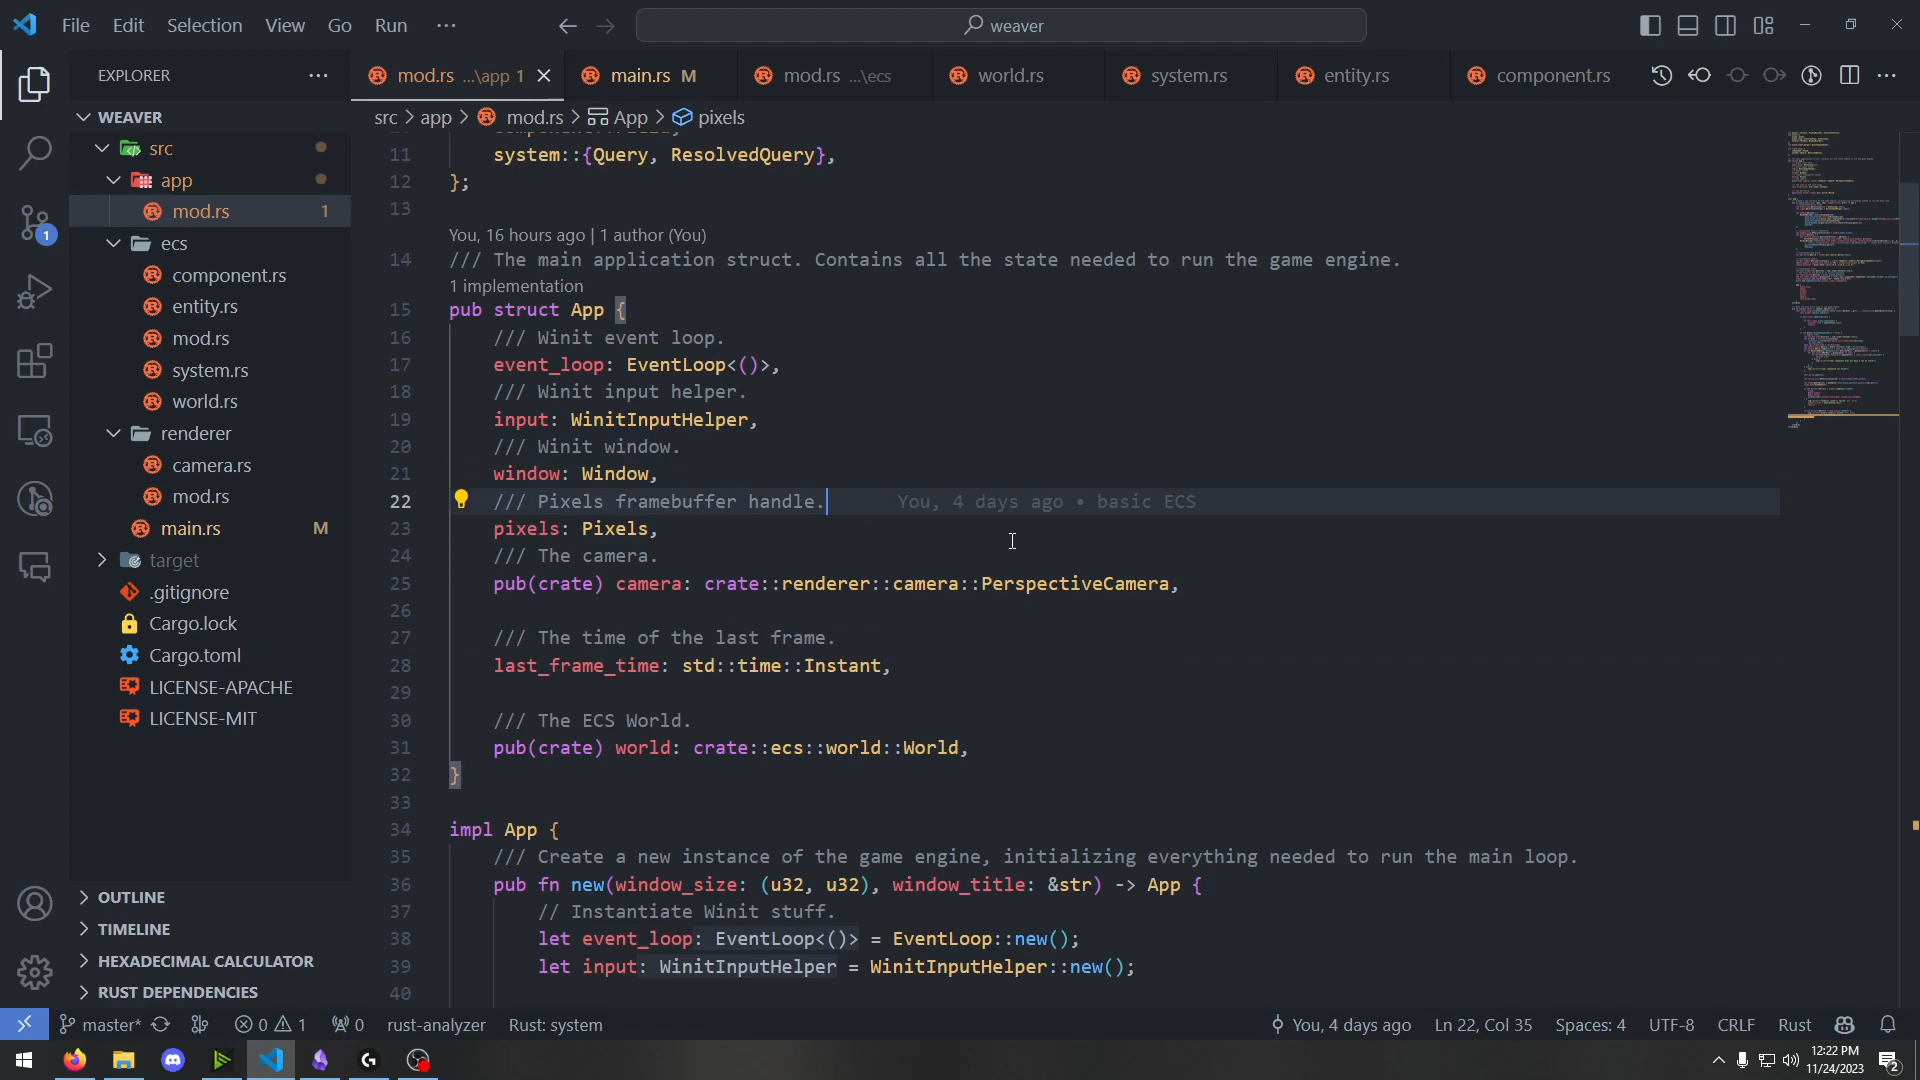 File Edit Selection View Go Run ···
weaver
EXPLORER
mod.rs ...\app 1
main.rs M
mod.rs ...\ecs
world.rs
system.rs
entity.rs
component.rs
WEAVER
src
app
mod.rs 1
ecs
component.rs
entity.rs
mod.rs
system.rs
world.rs
renderer
camera.rs
mod.rs
main.rs M
target
.gitignore
Cargo.lock
Cargo.toml
LICENSE-APACHE
LICENSE-MIT
OUTLINE
TIMELINE
HEXADECIMAL CALCULATOR
RUST DEPENDENCIES
src > app > mod.rs > App > pixels
11 system::{Query, ResolvedQuery},
12 };
13
You, 16 hours ago | 1 author (You)
14 /// The main application struct. Contains all the state needed to run the game engine.
1 implementation
15 pub struct App {
16 /// Winit event loop.
17 event_loop: EventLoop<()>,
18 /// Winit input helper.
19 input: WinitInputHelper,
20 /// Winit window.
21 window: Window,
22 /// Pixels framebuffer handle. You, 4 days ago • basic ECS
23 pixels: Pixels,
24 /// The camera.
25 pub(crate) camera: crate::renderer::camera::PerspectiveCamera,
26
27 /// The time of the last frame.
28 last_frame_time: std::time::Instant,
29
30 /// The ECS World.
31 pub(crate) world: crate::ecs::world::World,
32 }
33
34 impl App {
35 /// Create a new instance of the game engine, initializing everything needed to run the main loop.
36 pub fn new(window_size: (u32, u32), window_title: &str) -> App {
37 // Instantiate Winit stuff.
38 let event_loop: EventLoop<()> = EventLoop::new();
39 let input: WinitInputHelper = WinitInputHelper::new();
40
1
master* 0 1 0 rust-analyzer Rust: system
You, 4 days ago Ln 22, Col 35 Spaces: 4 UTF-8 CRLF Rust
12:22 PM
11/24/2023
2